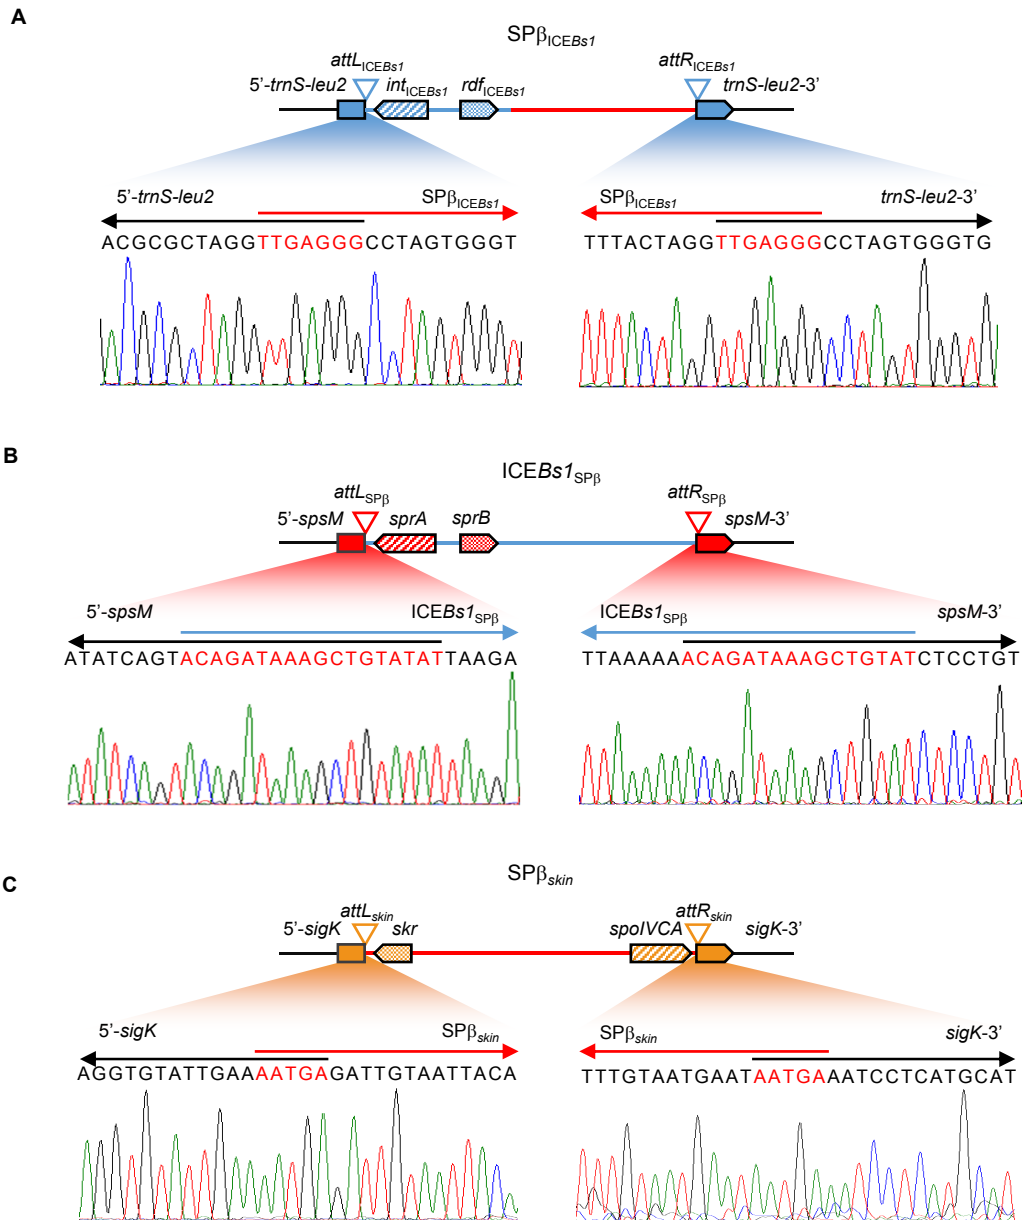 A
SPβICEBs1
attLICEBs1 attRICEBs1
5’-trnS-leu2 intICEBs1 rdfICEBs1 trnS-leu2-3’
5’-trnS-leu2 SPβICEBs1 SPβICEBs1 trnS-leu2-3’
ACGCGCTAGGTTGAGGGCCTAGTGGGT TTTACTAGGTTGAGGGCCTAGTGGGTG
B
ICEBs1SPβ
attLSPβ attRSPβ
5’-spsM sprA sprB spsM-3’
5’-spsM ICEBs1SPβ ICEBs1SPβ spsM-3’
ATATCAGTACAGATAAAGCTGTATATTAAGA TTAAAAAACAGATAAAGCTGTATCTCCTGT
C
SPβskin
attLskin attRskin
5’-sigK skr spoIVCA sigK-3’
5’-sigK SPβskin SPβskin sigK-3’
AGGTGTATTGAAAATGAGATTGTAATTACA TTTGTAATGAATAATGAAATCCTCATGCAT